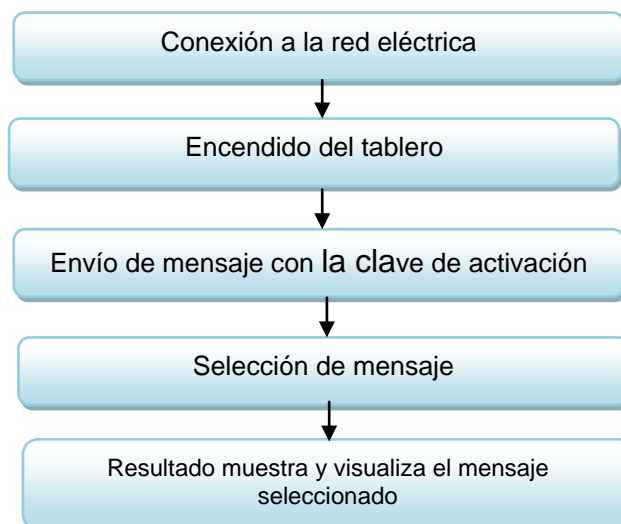 Conexión a la red eléctrica
Encendido del tablero
Envío de mensaje con la clave de activación
Selección de mensaje
Resultado muestra y visualiza el mensaje
seleccionado